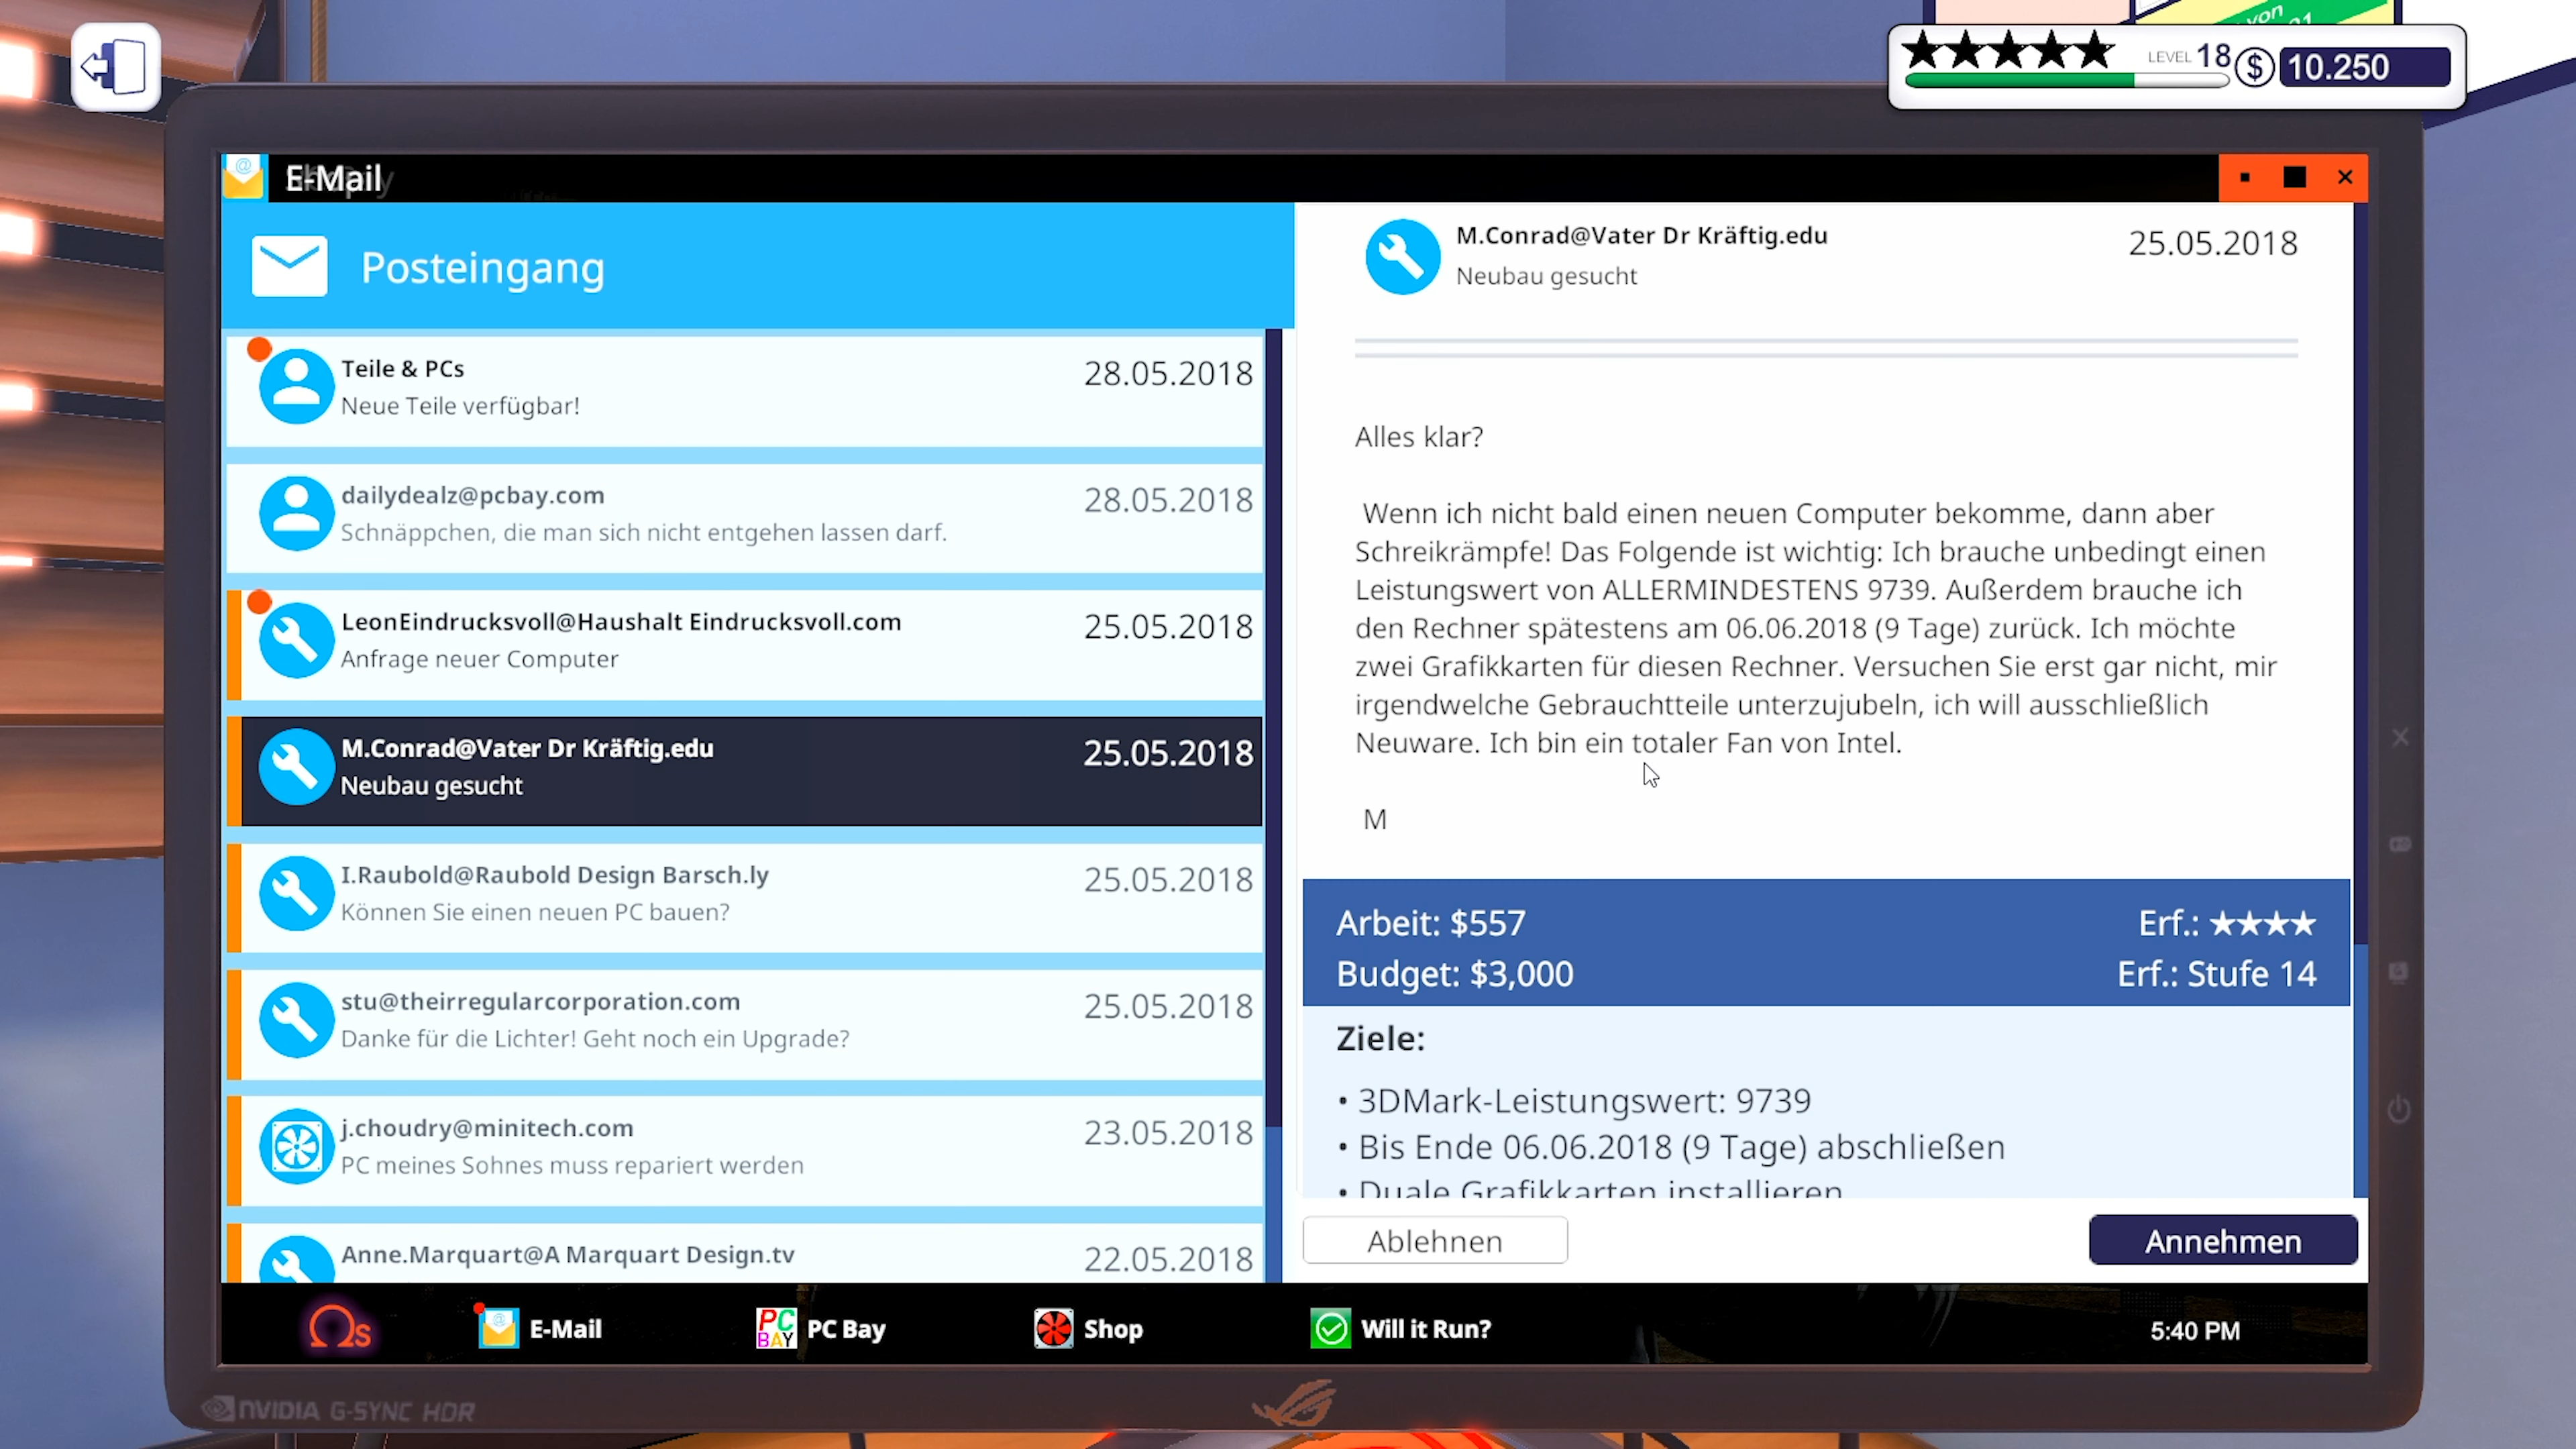 von
LEVEL 18
$ 10.250
E-Mail
Posteingang
Teile & PCs
28.05.2018
Neue Teile verfügbar!
dailydealz@pcbay.com
28.05.2018
Schnäppchen, die man sich nicht entgehen lassen darf.
LeonEindrucksvoll@Haushalt Eindrucksvoll.com
25.05.2018
Anfrage neuer Computer
M.Conrad@Vater Dr Kräftig.edu
25.05.2018
Neubau gesucht
I.Raubold@Raubold Design Barsch.ly
25.05.2018
Können Sie einen neuen PC bauen?
stu@theirregularcorporation.com
25.05.2018
Danke für die Lichter! Geht noch ein Upgrade?
j.choudry@minitech.com
23.05.2018
PC meines Sohnes muss repariert werden
Anne.Marquart@A Marquart Design.tv
22.05.2018
M.Conrad@Vater Dr Kräftig.edu
25.05.2018
Neubau gesucht
Alles klar?
Wenn ich nicht bald einen neuen Computer bekomme, dann aber
Schreikrämpfe! Das Folgende ist wichtig: Ich brauche unbedingt einen
Leistungswert von ALLERMINDESTENS 9739. Außerdem brauche ich
den Rechner spätestens am 06.06.2018 (9 Tage) zurück. Ich möchte
zwei Grafikkarten für diesen Rechner. Versuchen Sie erst gar nicht, mir
irgendwelche Gebrauchtteile unterzujubeln, ich will ausschließlich
Neuware. Ich bin ein totaler Fan von Intel.
M
Arbeit: $557
Erf.: ★★★★
Budget: $3,000
Erf.: Stufe 14
Ziele:
• 3DMark-Leistungswert: 9739
• Bis Ende 06.06.2018 (9 Tage) abschließen
• Duale Grafikkarten installieren
Ablehnen
Annehmen
Ωs
E-Mail
PC BAY
PC Bay
Shop
Will it Run?
5:40 PM
NVIDIA G-SYNC HDR